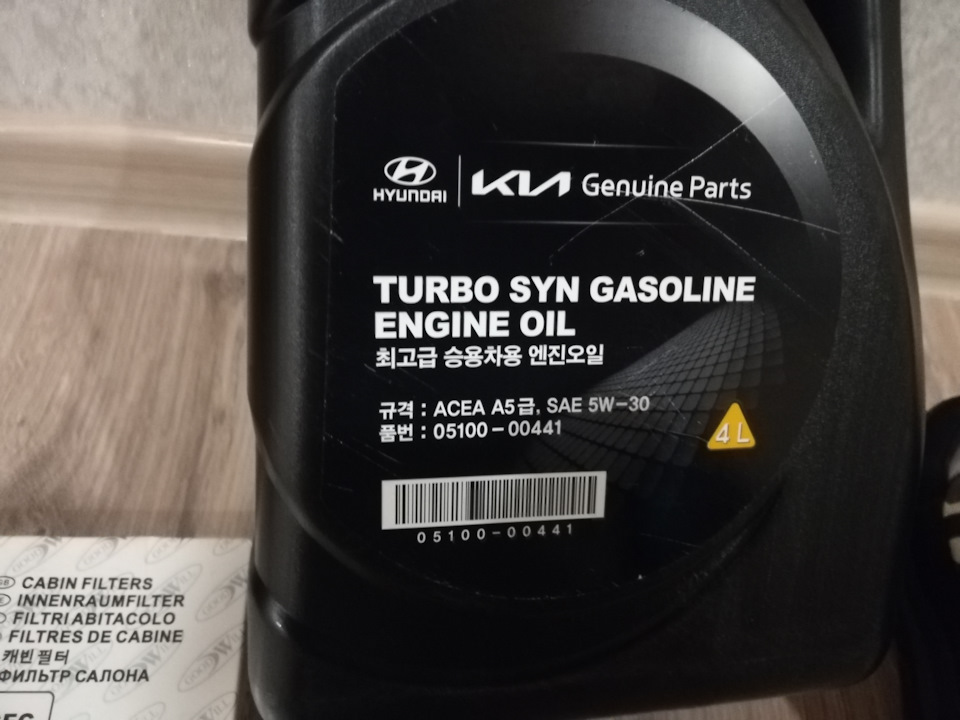 HYUNDAI KIA Genuine Parts
TURBO SYN GASOLINE
ENGINE OIL
최고급 승용차용 엔진오일
규격 : ACEA A5급, SAE 5W-30
품번 : 05100-00441
4 L
05100-00441
CABIN FILTERS
INNENRAUMFILTER
FILTRI ABITACOLO
FILTRES DE CABINE
캐빈 필터
ФИЛЬТР САЛОНА